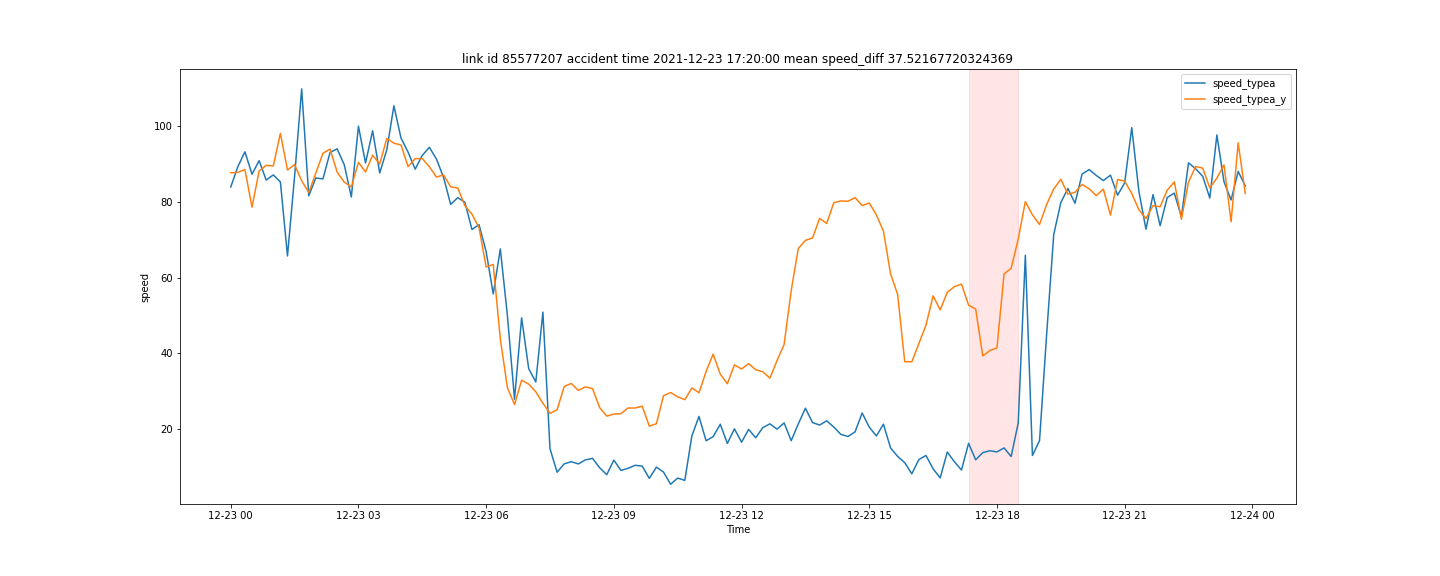 link id 85577207 accident time 2021-12-23 17:20:00 mean speed_diff 37.52167720324369
speed_typea
speed_typea_y
100
80
60
40
20
speed
12-23 00 12-23 03 12-23 06 12-23 09 12-23 12 12-23 15 12-23 18 12-23 21 12-24 00
Time